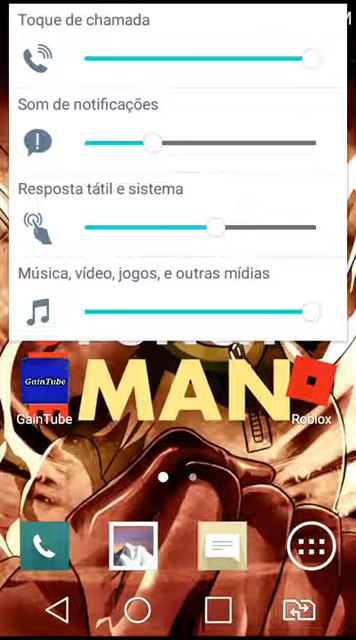 Toque de chamada
Som de notificações
Resposta tátil e sistema
Música, vídeo, jogos, e outras mídias
GainTube
MAN
GainTube
Roblox